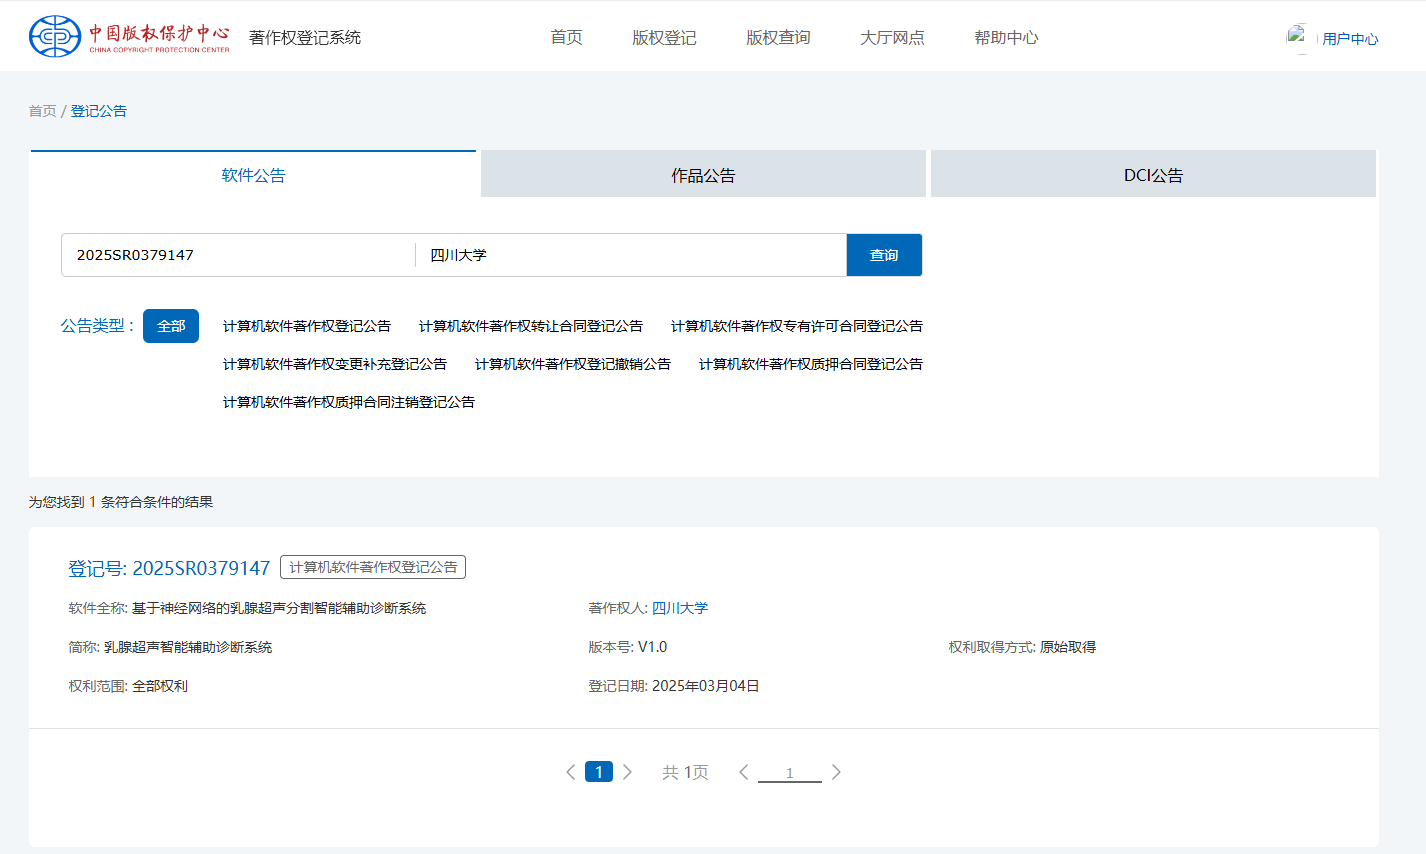 中国版权保护中心
CHINA COPYRIGHT PROTECTION CENTER
著作权登记系统
首页 版权登记 版权查询 大厅网点 帮助中心
用户中心
首页 / 登记公告
软件公告 作品公告 DCI公告
2025SR0379147 四川大学 查询
公告类型： 全部 计算机软件著作权登记公告 计算机软件著作权转让合同登记公告 计算机软件著作权专有许可合同登记公告
计算机软件著作权变更补充登记公告 计算机软件著作权登记撤销公告 计算机软件著作权质押合同登记公告
计算机软件著作权质押合同注销登记公告
为您找到 1 条符合条件的结果
登记号: 2025SR0379147 计算机软件著作权登记公告
软件全称: 基于神经网络的乳腺超声分割智能辅助诊断系统 著作权人: 四川大学
简称: 乳腺超声智能辅助诊断系统 版本号: V1.0 权利取得方式: 原始取得
权利范围: 全部权利 登记日期: 2025年03月04日
1 共 1页 1